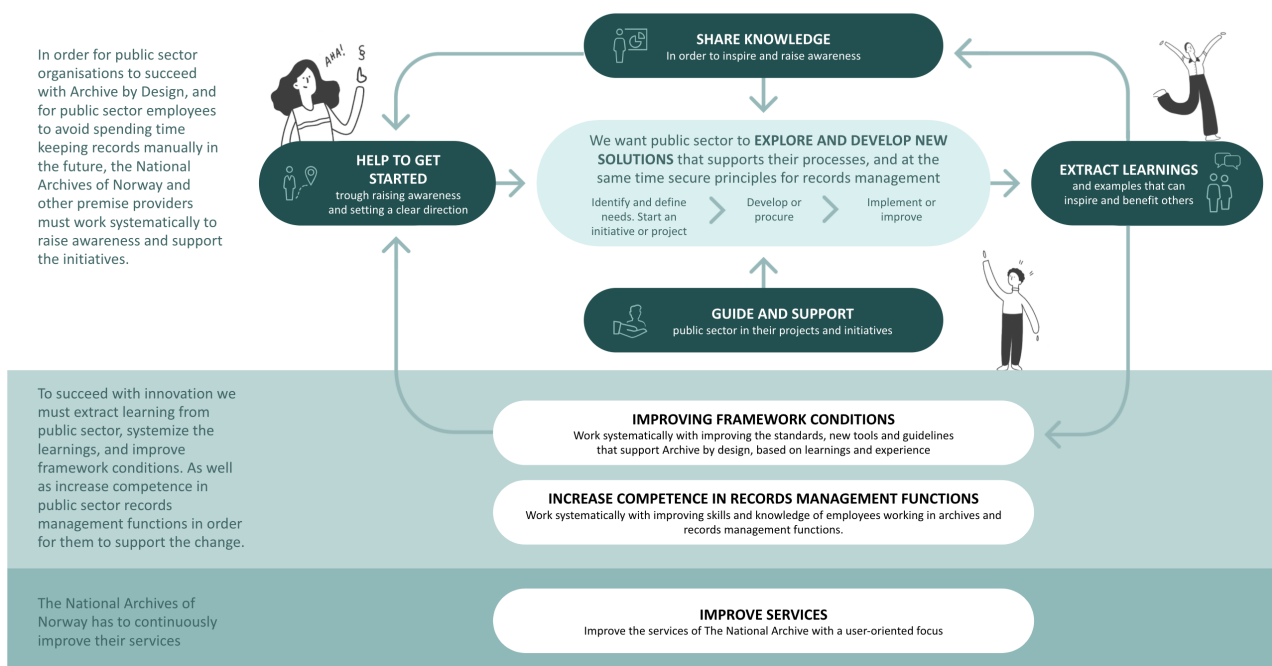 In order for public sector
organisations to succeed
with Archive by Design, and
for public sector employees
to avoid spending time
keeping records manually in
the future, the National
Archives of Norway and
other premise providers
must work systematically to
raise awareness and support
the initiatives.
AHA!
§
SHARE KNOWLEDGE
In order to inspire and raise awareness
HELP TO GET
STARTED
trough raising awareness
and setting a clear direction
We want public sector to EXPLORE AND DEVELOP NEW
SOLUTIONS that supports their processes, and at the
same time secure principles for records management
Identify and define
needs. Start an
initiative or project
Develop or
procure
Implement or
improve
EXTRACT LEARNINGS
and examples that can
inspire and benefit others
GUIDE AND SUPPORT
public sector in their projects and initiatives
To succeed with innovation we
must extract learning from
public sector, systemize the
learnings, and improve
framework conditions. As well
as increase competence in
public sector records
management functions in order
for them to support the change.
IMPROVING FRAMEWORK CONDITIONS
Work systematically with improving the standards, new tools and guidelines
that support Archive by design, based on learnings and experience
INCREASE COMPETENCE IN RECORDS MANAGEMENT FUNCTIONS
Work systematically with improving skills and knowledge of employees working in archives and
records management functions.
The National Archives of
Norway has to continuously
improve their services
IMPROVE SERVICES
Improve the services of The National Archive with a user-oriented focus